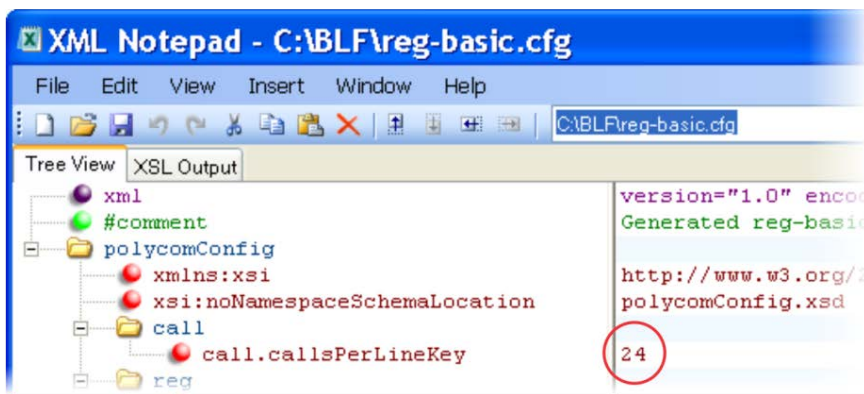 XML Notepad - C:\BLF\reg-basic.cfg
File Edit View Insert Window Help
C:\BLF\reg-basic.cfg
Tree View XSL Output
xml version="1.0"
#comment Generated
polycomConfig
xmlns:xsi http://www.w3.org/
xsi:noNamespaceSchemaLocation polycomConfig.xsd
call
call.callsPerLineKey 24
reg